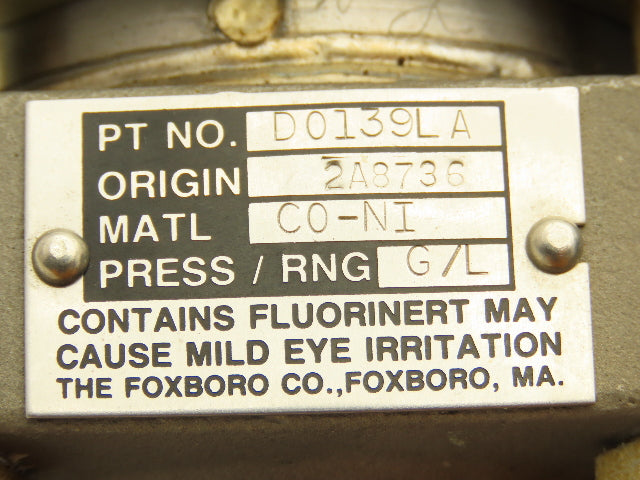 PT NO. D0139LA
ORIGIN 2A8736
MATL CO-NI
PRESS / RNG G/L
CONTAINS FLUORINERT MAY
CAUSE MILD EYE IRRITATION
THE FOXBORO CO., FOXBORO, MA.